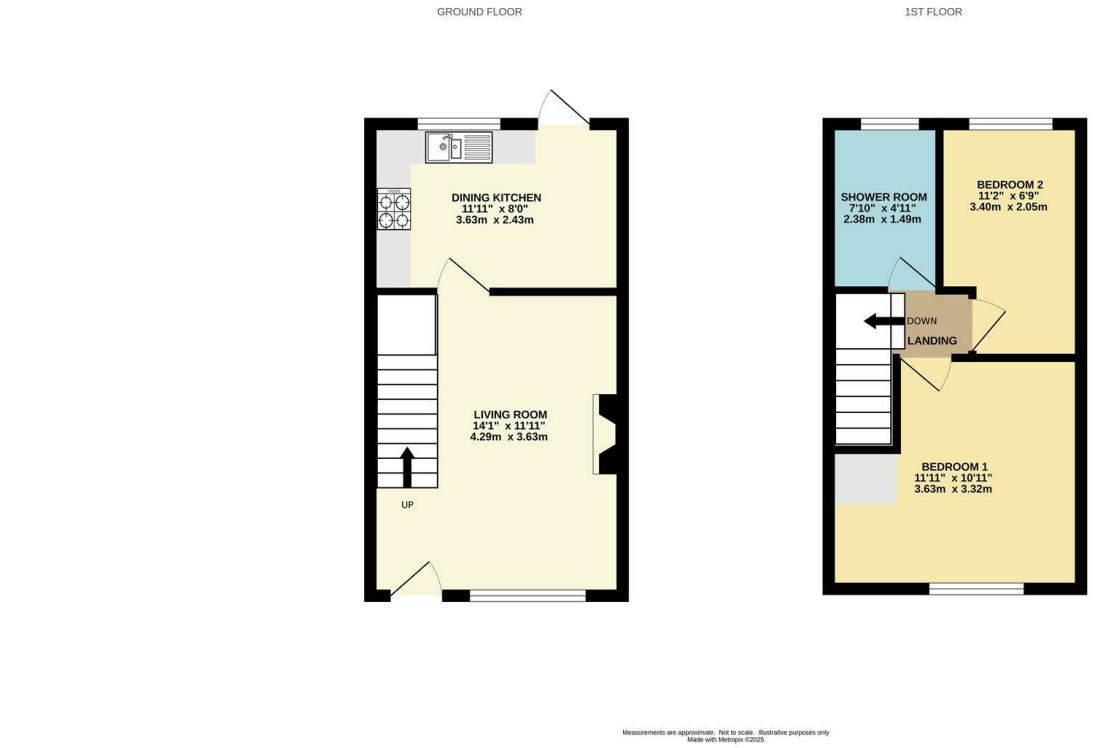 GROUND FLOOR
1ST FLOOR
DINING KITCHEN
11'11" x 8'0"
3.63m x 2.43m
LIVING ROOM
14'1" x 11'11"
4.29m x 3.63m
UP
SHOWER ROOM
7'10" x 4'11"
2.38m x 1.49m
BEDROOM 2
11'2" x 6'9"
3.40m x 2.05m
DOWN
LANDING
BEDROOM 1
11'11" x 10'11"
3.63m x 3.32m
Measurements are approximate. Not to scale. Illustrative purposes only
Made with Metropix ©2025